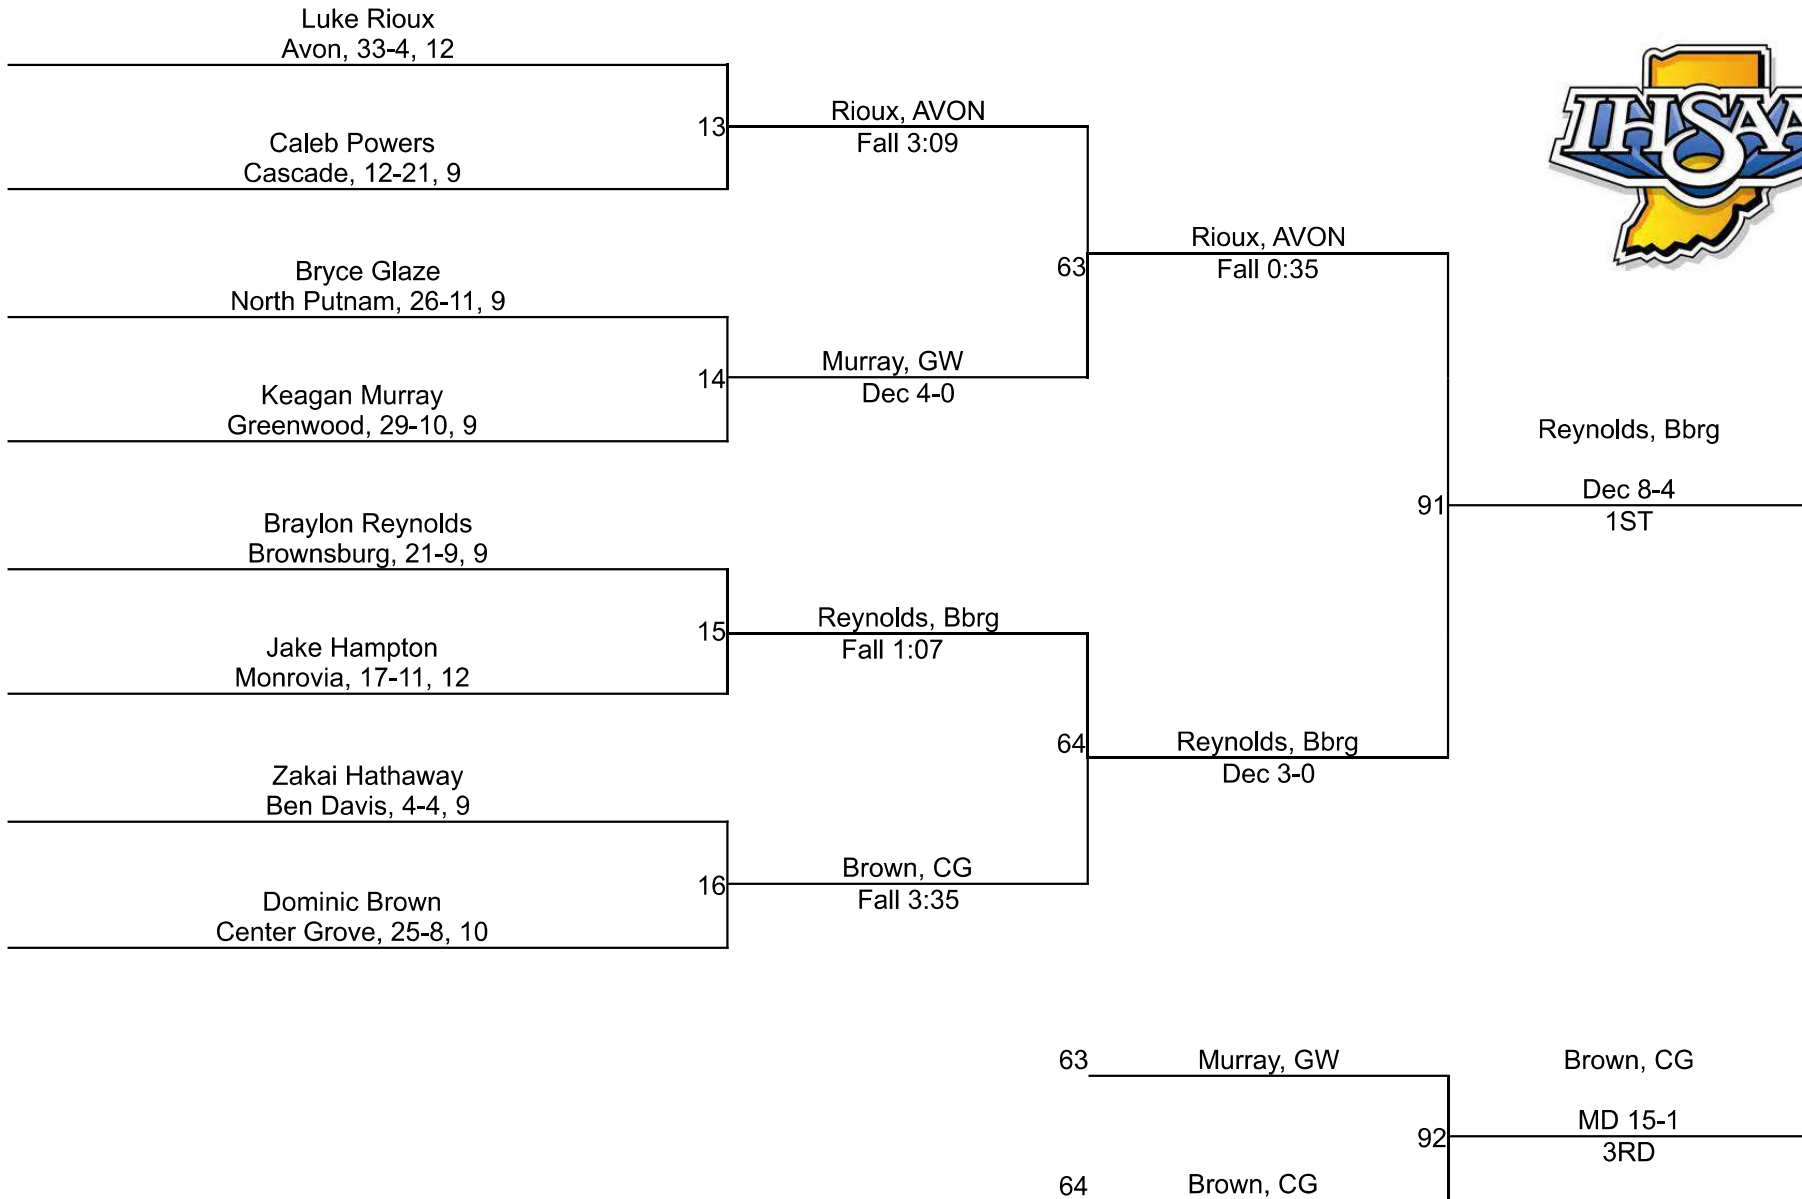 Luke Rioux
Avon, 33-4, 12
13
Caleb Powers
Cascade, 12-21, 9
Rioux, AVON
Fall 3:09
IHSAA
Bryce Glaze
North Putnam, 26-11, 9
14
Keagan Murray
Greenwood, 29-10, 9
Murray, GW
Dec 4-0
63
Rioux, AVON
Fall 0:35
Braylon Reynolds
Brownsburg, 21-9, 9
15
Jake Hampton
Monrovia, 17-11, 12
Reynolds, Bbrg
Fall 1:07
Zakai Hathaway
Ben Davis, 4-4, 9
16
Dominic Brown
Center Grove, 25-8, 10
Brown, CG
Fall 3:35
64
Reynolds, Bbrg
Dec 3-0
91
Reynolds, Bbrg
Dec 8-4
1ST
63
Murray, GW
64
Brown, CG
92
Brown, CG
MD 15-1
3RD